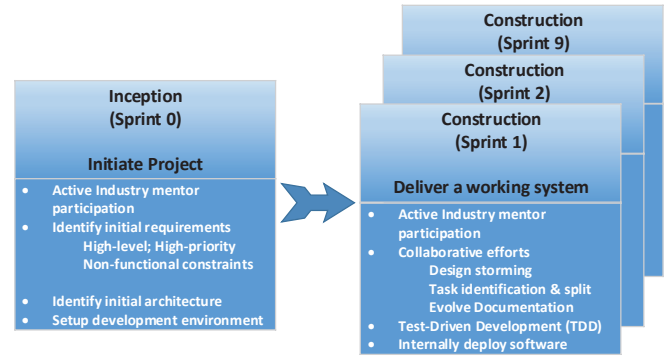 Inception
(Sprint 0)
Initiate Project
• Active Industry mentor
participation
• Identify initial requirements
High-level; High-priority
Non-functional constraints
• Identify initial architecture
• Setup development environment
Construction
(Sprint 9)
Construction
(Sprint 2)
Construction
(Sprint 1)
Deliver a working system
• Active Industry mentor
participation
• Collaborative efforts
Design storming
Task identification & split
Evolve Documentation
• Test-Driven Development (TDD)
• Internally deploy software